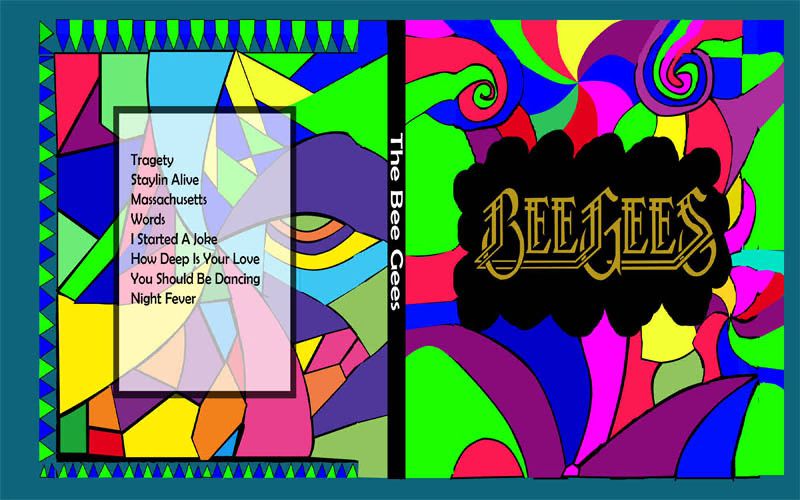 Tragety
Staylin Alive
Massachusetts
Words
I Started A Joke
How Deep Is Your Love
You Should Be Dancing
Night Fever
The Bee Gees
BEE GEES